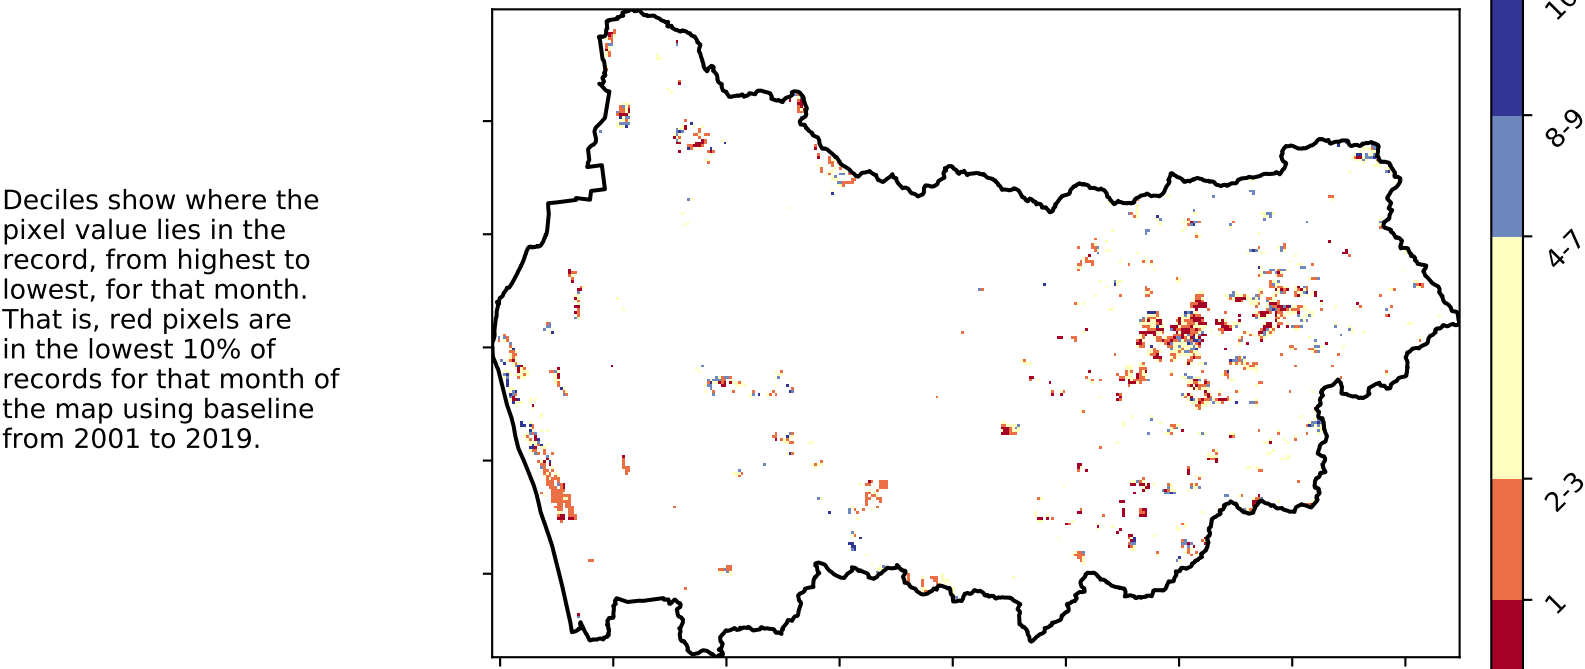 Deciles show where the
pixel value lies in the
record, from highest to
lowest, for that month.
That is, red pixels are
in the lowest 10% of
records for that month of
the map using baseline
from 2001 to 2019.
8-9
4-7
2-3
1